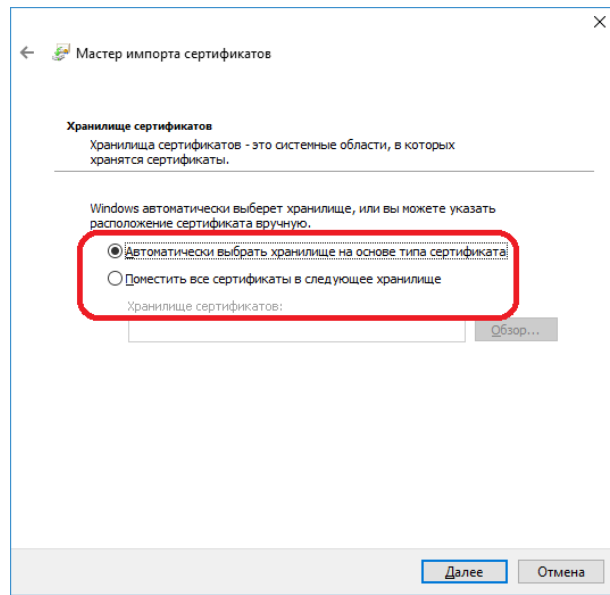 Мастер импорта сертификатов
Хранилище сертификатов
Хранилища сертификатов - это системные области, в которых
хранятся сертификаты.
Windows автоматически выберет хранилище, или вы можете указать
расположение сертификата вручную.
Автоматически выбрать хранилище на основе типа сертификата
Поместить все сертификаты в следующее хранилище
Хранилище сертификатов:
Обзор...
Далее
Отмена